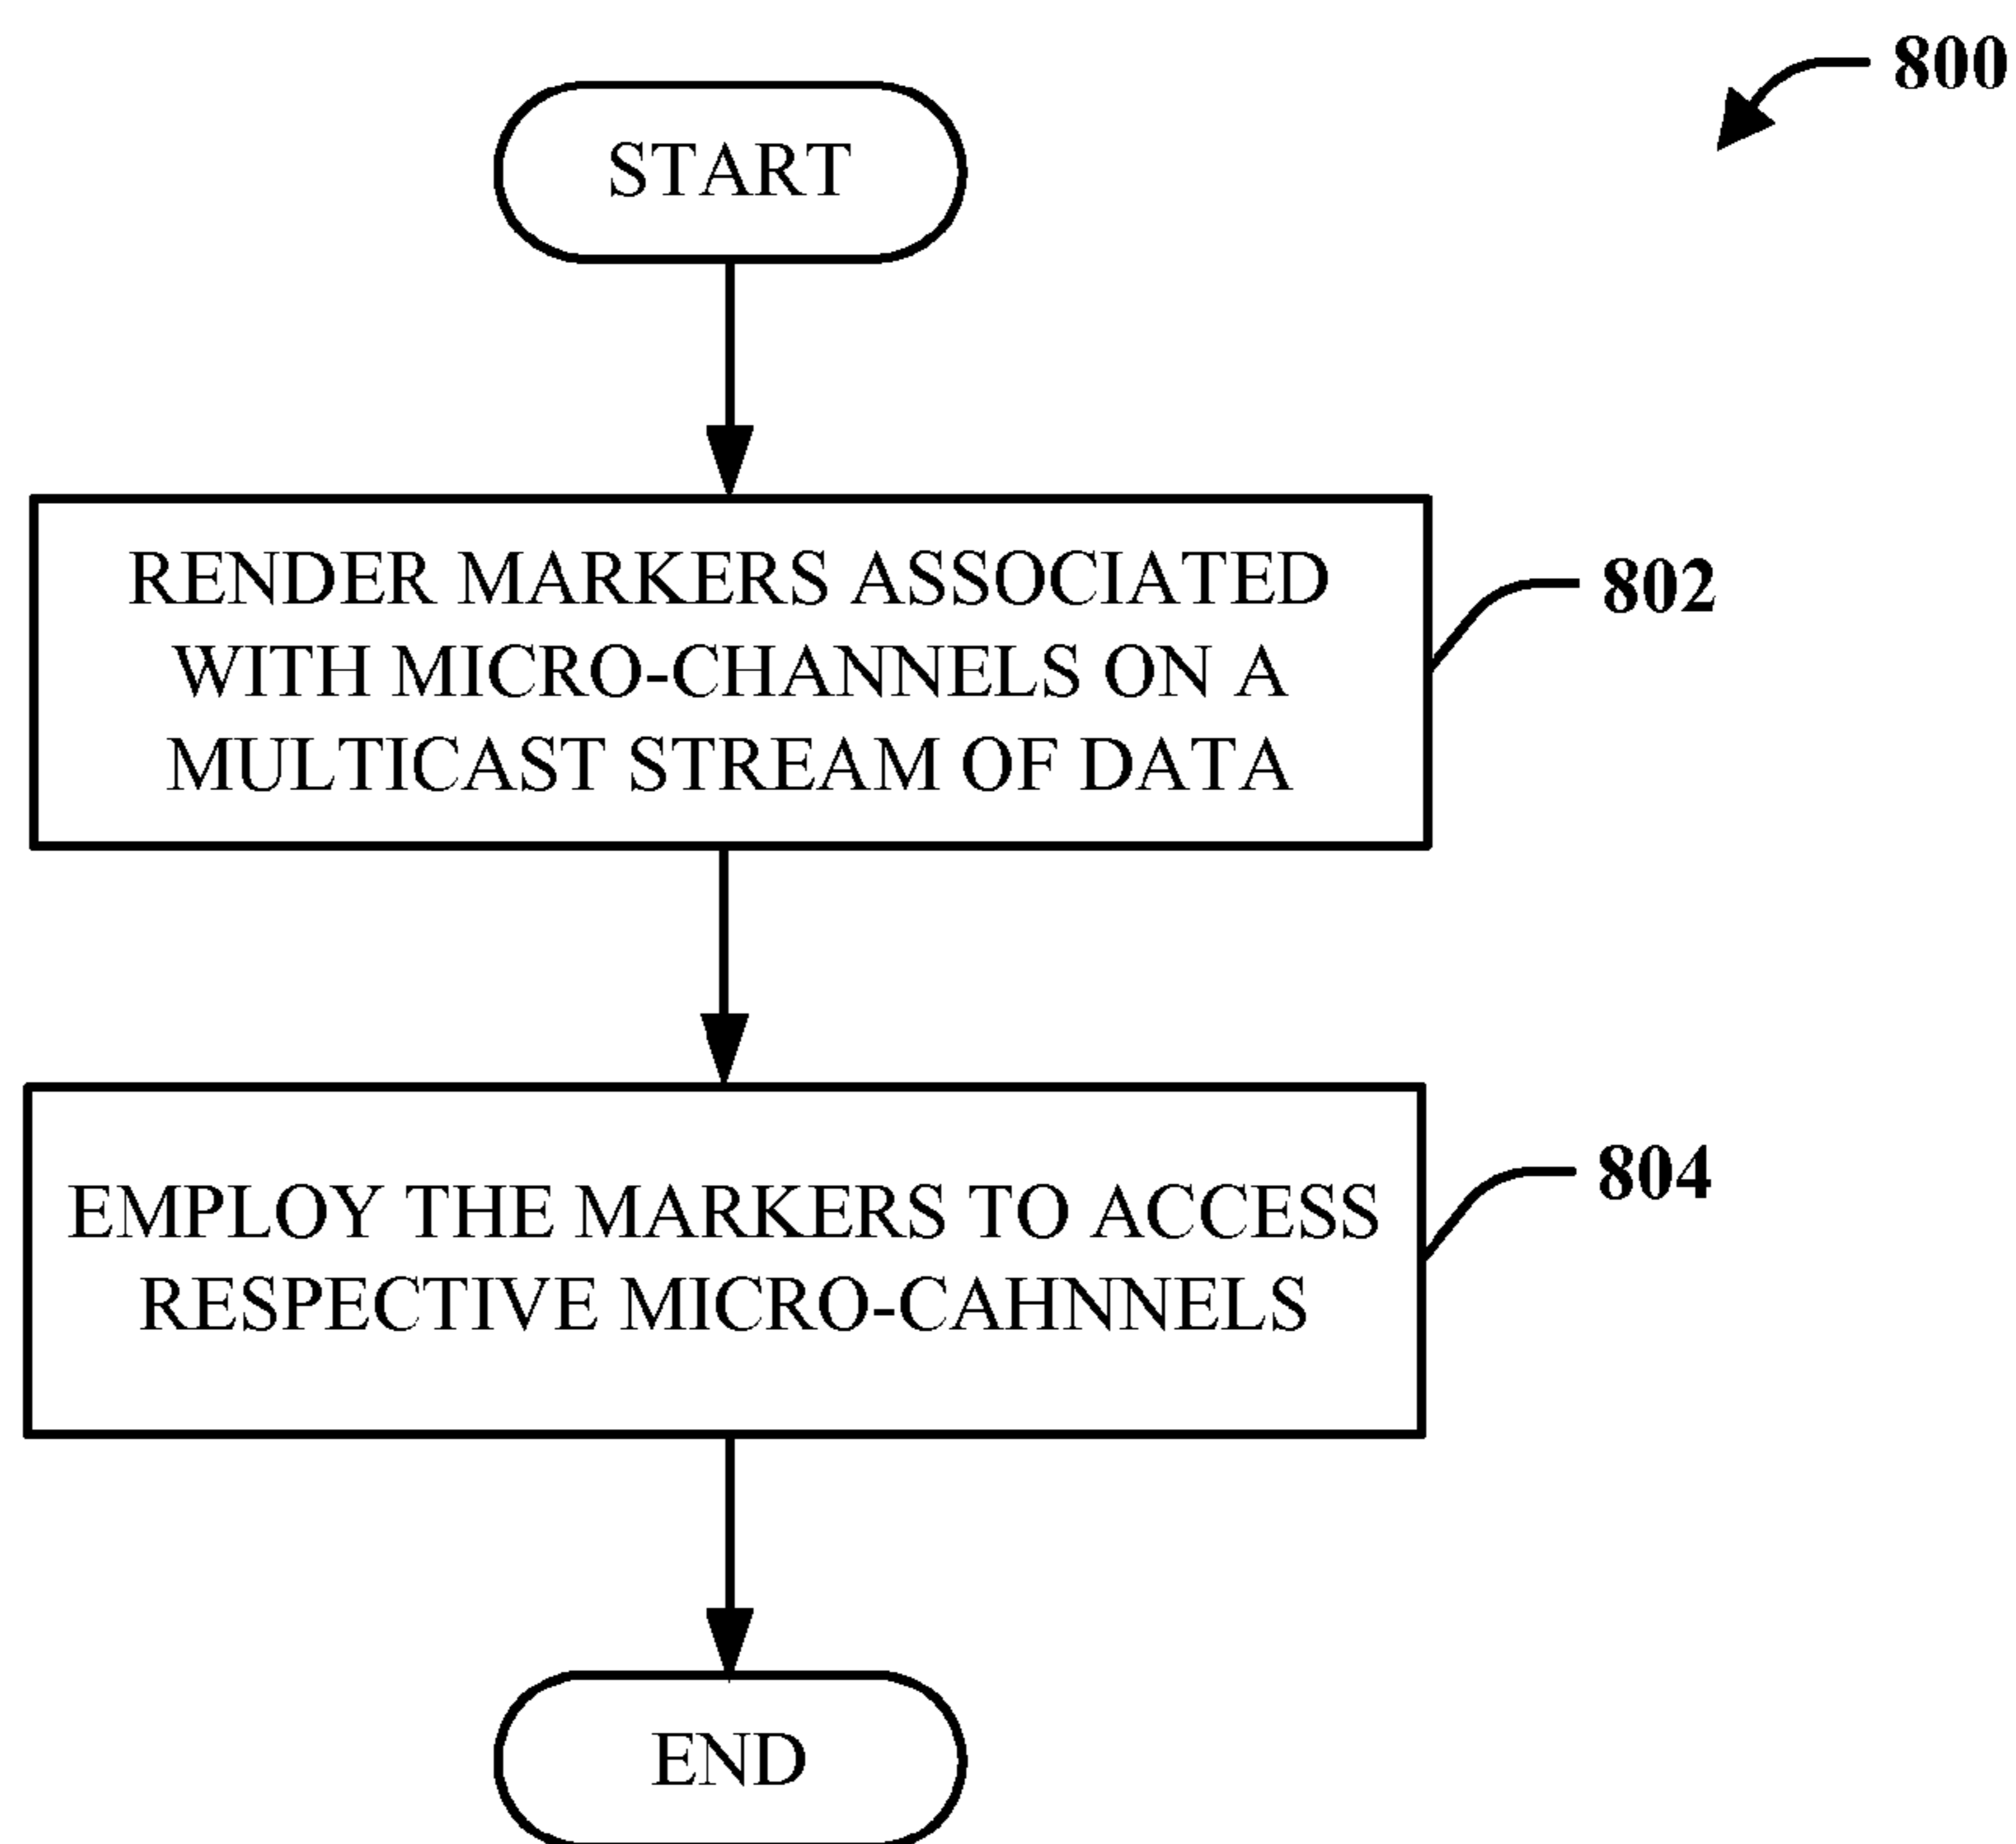 800
START
RENDER MARKERS ASSOCIATED
WITH MICRO-CHANNELS ON A
MULTICAST STREAM OF DATA
802
EMPLOY THE MARKERS TO ACCESS
RESPECTIVE MICRO-CAHNNELS
804
END